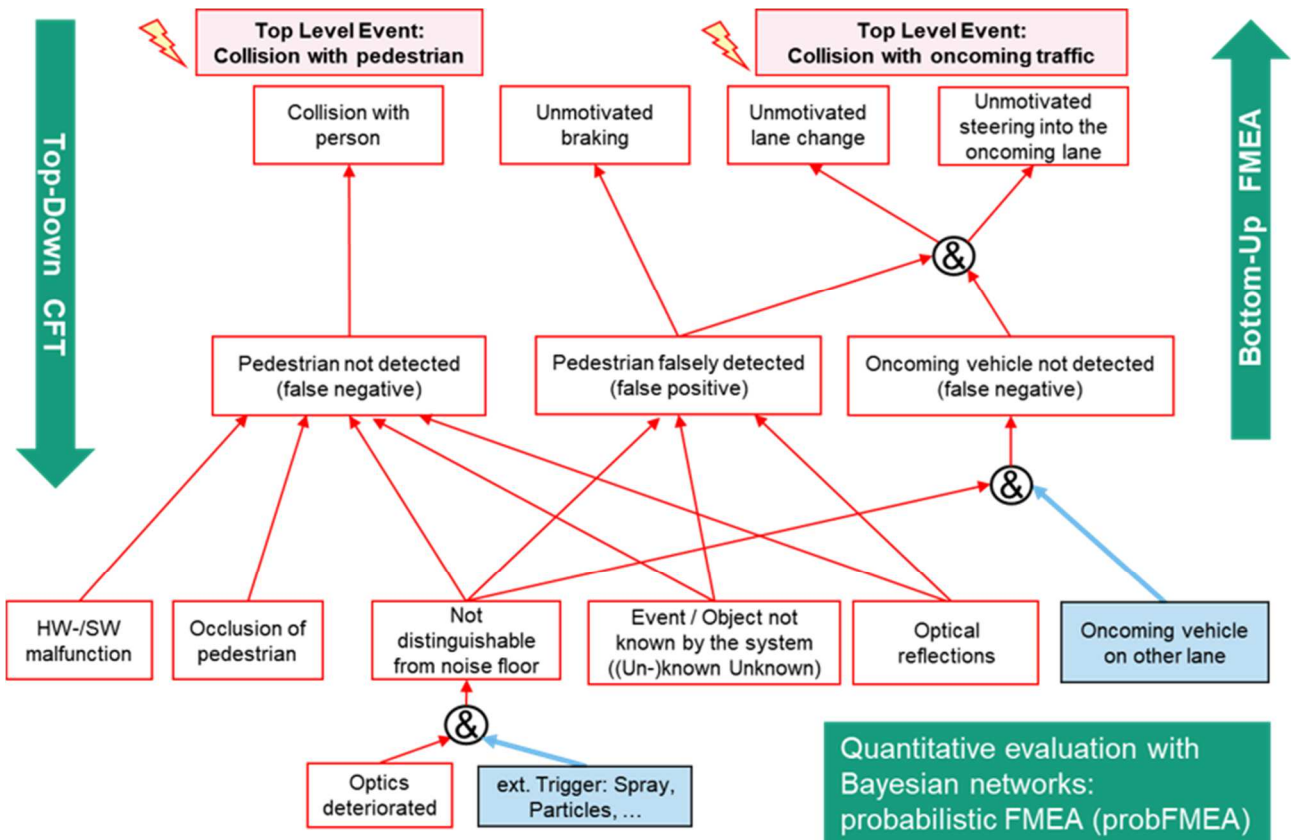 Top Level Event:
Collision with pedestrian
Top Level Event:
Collision with oncoming traffic
Top-Down CFT
Bottom-Up FMEA
Collision with
person
Unmotivated
braking
Unmotivated
lane change
Unmotivated
steering into the
oncoming lane
&
Pedestrian not detected
(false negative)
Pedestrian falsely detected
(false positive)
Oncoming vehicle not detected
(false negative)
&
HW-/SW
malfunction
Occlusion of
pedestrian
Not
distinguishable
from noise floor
Event / Object not
known by the system
((Un-)known Unknown)
Optical
reflections
Oncoming vehicle
on other lane
&
Optics
deteriorated
ext. Trigger: Spray,
Particles, ...
Quantitative evaluation with
Bayesian networks:
probabilistic FMEA (probFMEA)